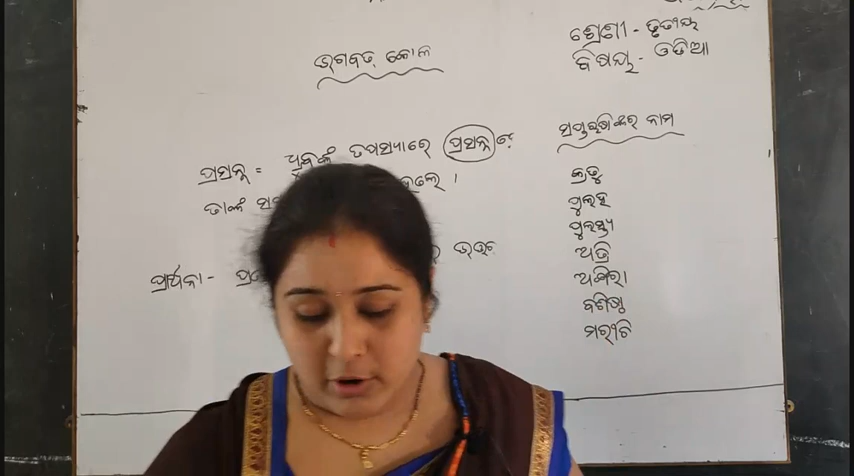 ଶ୍ରେଣୀ - ତୃତୀୟ
ବିଷୟ - ଓଡିଆ
ଭଗବତ୍ କୋଳ
ପ୍ରସନ୍ନ = ଧ୍ରୁବଙ୍କ ତପସ୍ୟାରେ ପ୍ରସନ୍ନ
ତାଙ୍କ
ପ୍ରାର୍ଥନା -
ସପ୍ତଋଷିଙ୍କର ନାମ
କ୍ରତୁ
ପୁଲହ
ପୁଲସ୍ତ୍ୟ
ଅତ୍ରି
ଅଙ୍ଗିରା
ବଶିଷ୍ଠ
ମରୀଚି